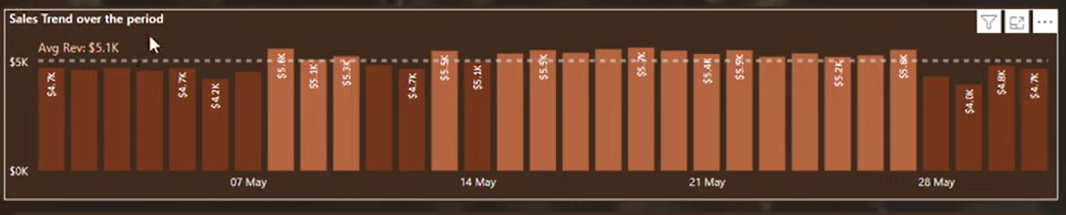 Sales Trend over the period
Avg Rev: $5.1K
$5K
$4.7K
$4.7K
$4.2K
$5.6K
$5.1K
$5.3K
$4.7K
$5.5K
$5.1K
$5.5K
$5.7K
$5.4K
$5.5K
$5.2K
$5.6K
$4.0K
$4.8K
$4.7K
$0K
07 May
14 May
21 May
28 May